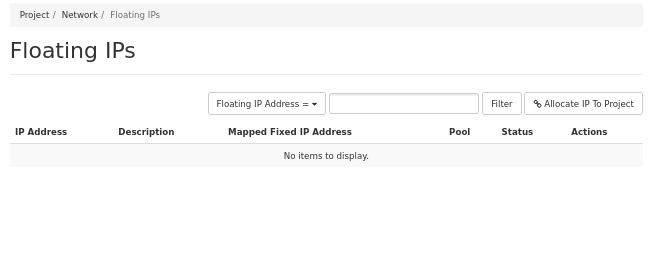 Project / Network / Floating IPs
Floating IPs
Floating IP Address = Filter Allocate IP To Project
IP Address Description Mapped Fixed IP Address Pool Status Actions
No items to display.